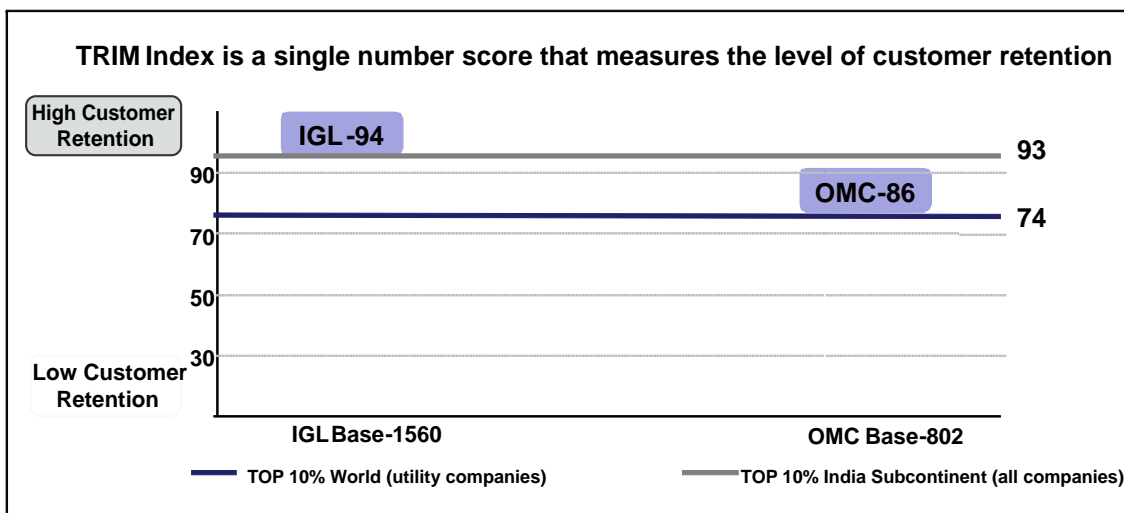 TRIM Index is a single number score that measures the level of customer retention
High Customer
Retention
IGL-94
93
90
OMC-86
74
70
50
30
Low Customer
Retention
IGL Base-1560
OMC Base-802
TOP 10% World (utility companies)
TOP 10% India Subcontinent (all companies)